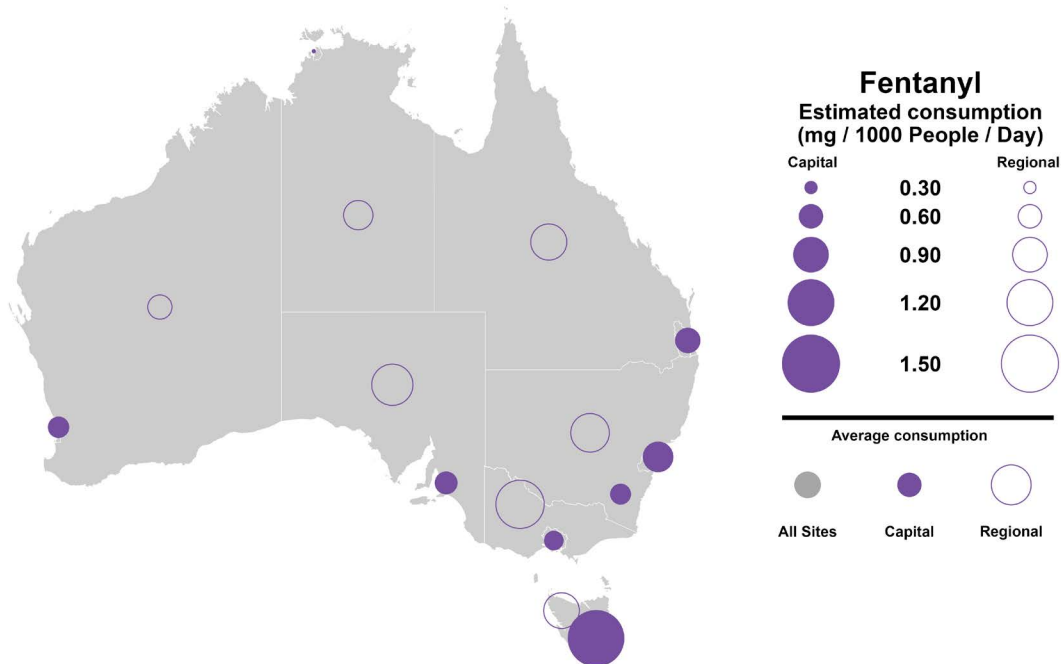 Fentanyl
Estimated consumption
(mg / 1000 People / Day)
Capital Regional
0.30
0.60
0.90
1.20
1.50
Average consumption
All Sites Capital Regional